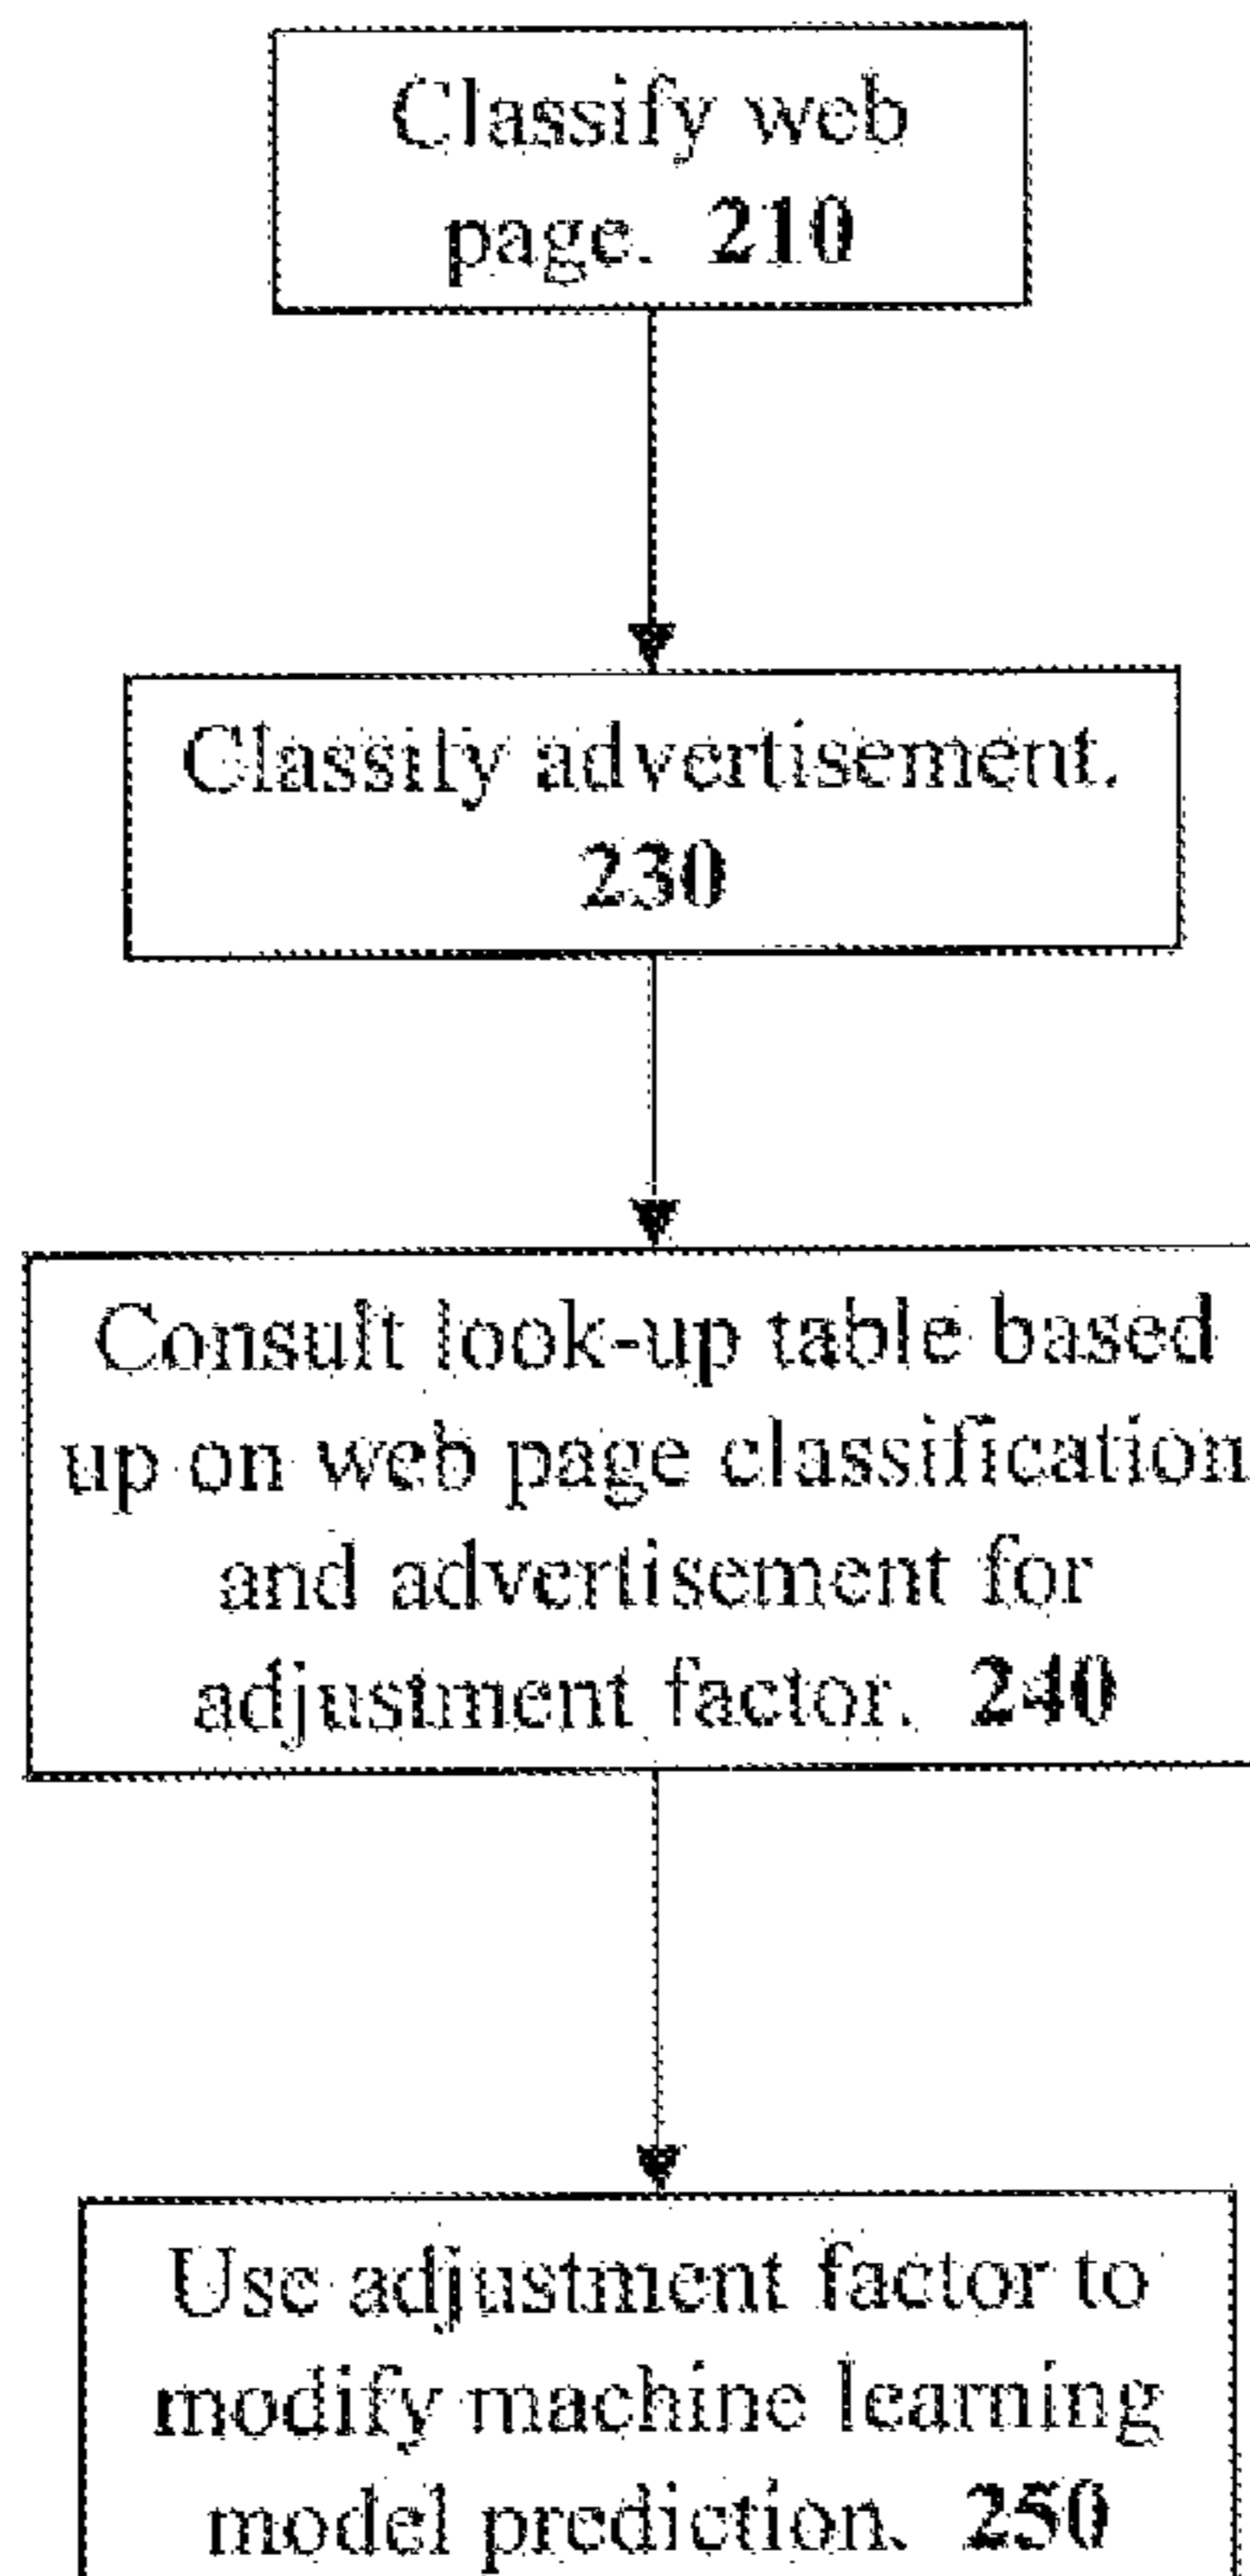 Classify web
page. 210
Classify advertisement.
230
Consult look-up table based
up on web page classification
and advertisement for
adjustment factor. 240
Use adjustment factor to
modify machine learning
model prediction. 250